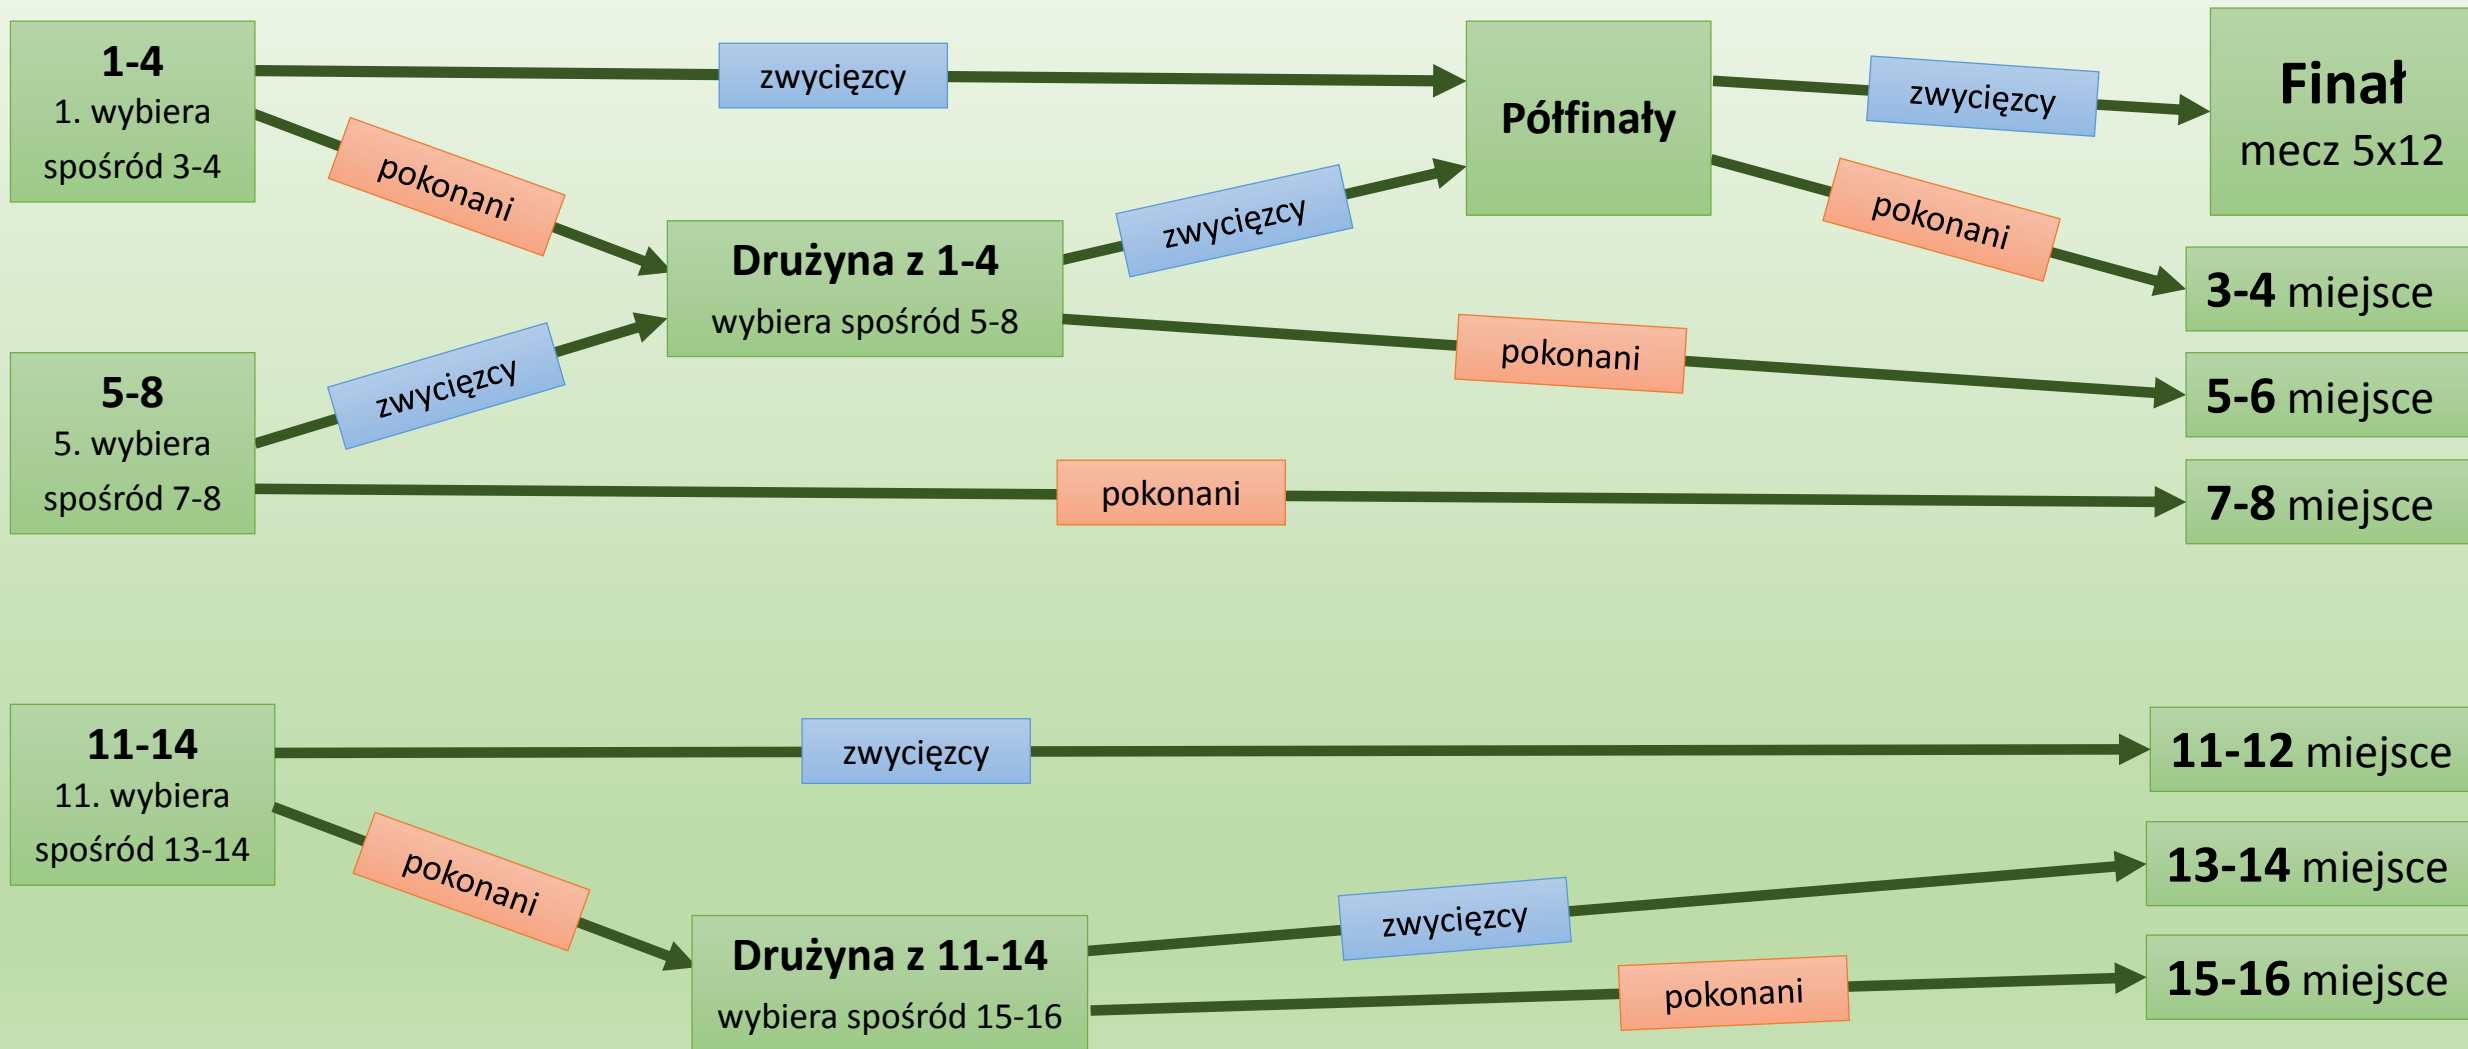 1-4
1. wybiera
spośród 3-4
zwycięzcy
pokonani
Półfinały
zwycięzcy
Finał
mecz 5x12
pokonani
3-4 miejsce
Drużyna z 1-4
wybiera spośród 5-8
zwycięzcy
pokonani
5-6 miejsce
5-8
5. wybiera
spośród 7-8
zwycięzcy
pokonani
7-8 miejsce
11-14
11. wybiera
spośród 13-14
zwycięzcy
11-12 miejsce
pokonani
Drużyna z 11-14
wybiera spośród 15-16
zwycięzcy
13-14 miejsce
pokonani
15-16 miejsce